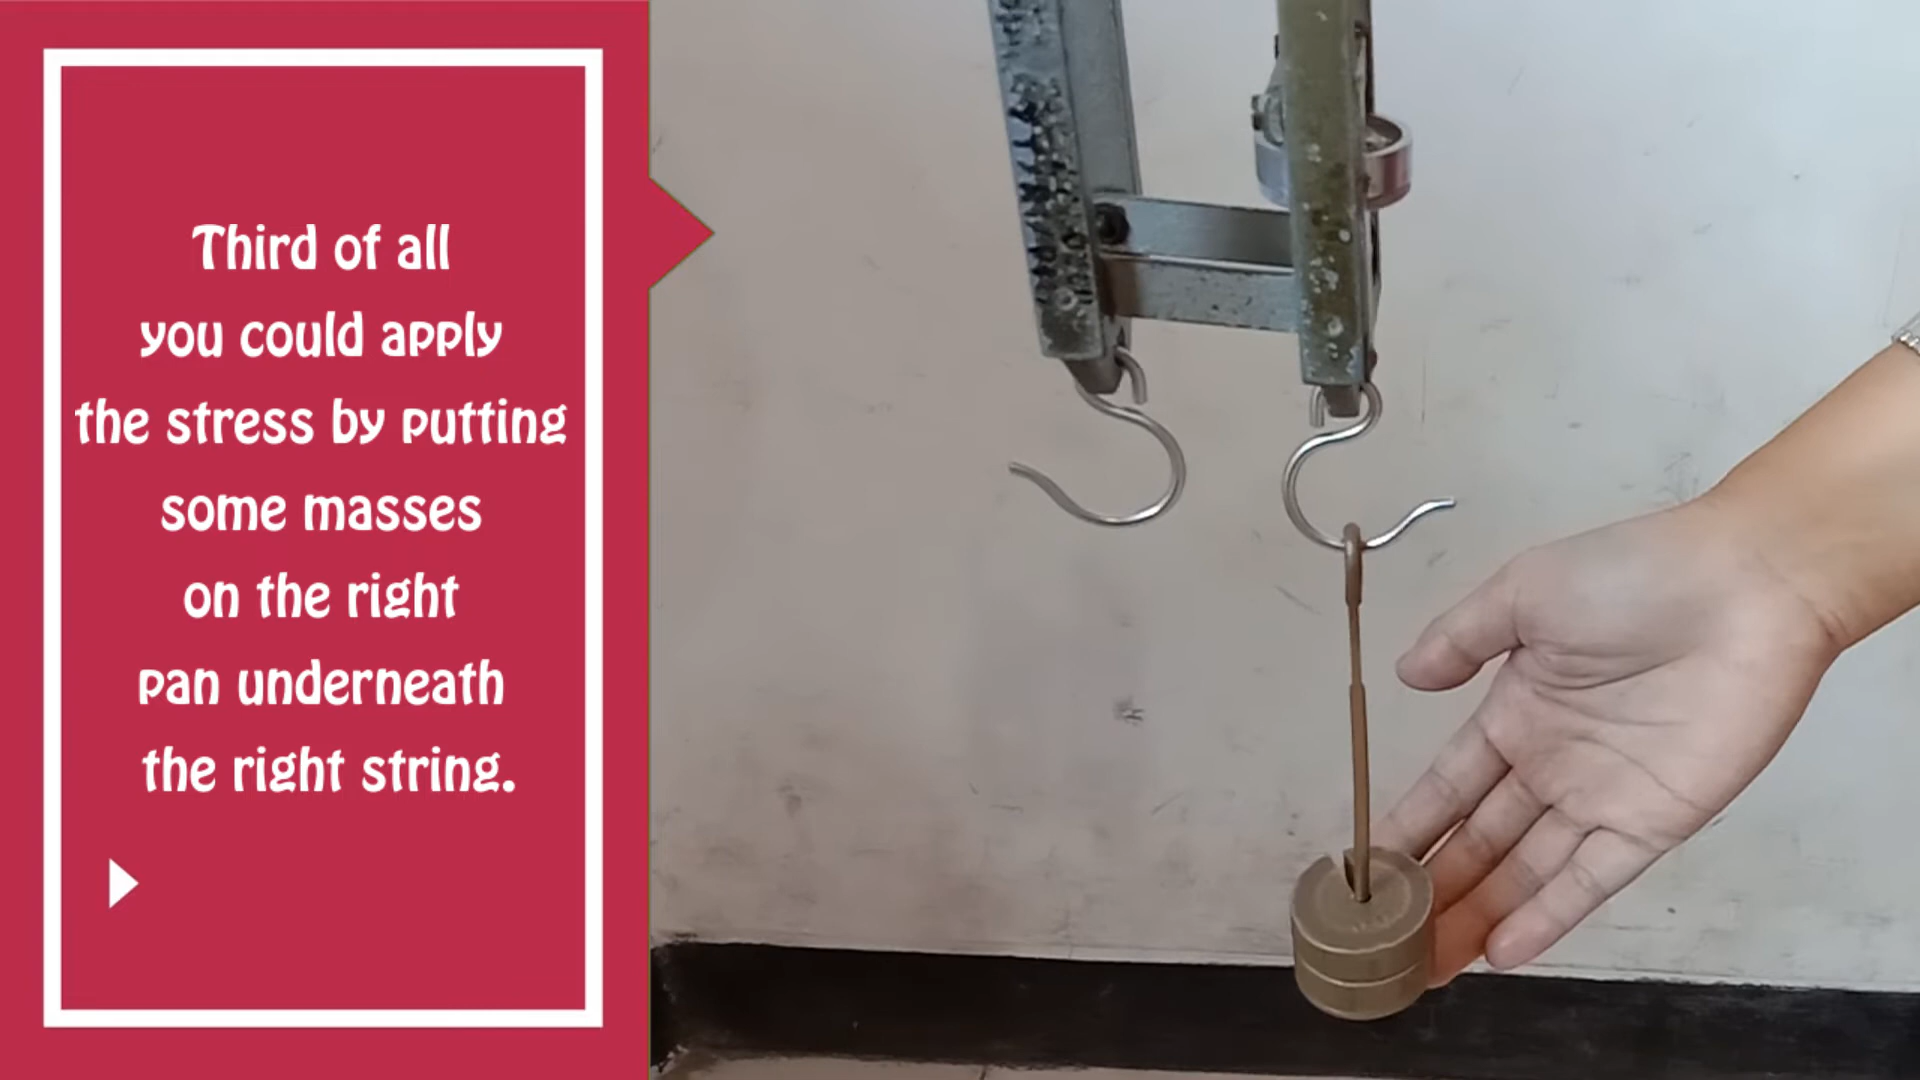 Third of all
you could apply
the stress by putting
some masses
on the right
pan underneath
the right string.